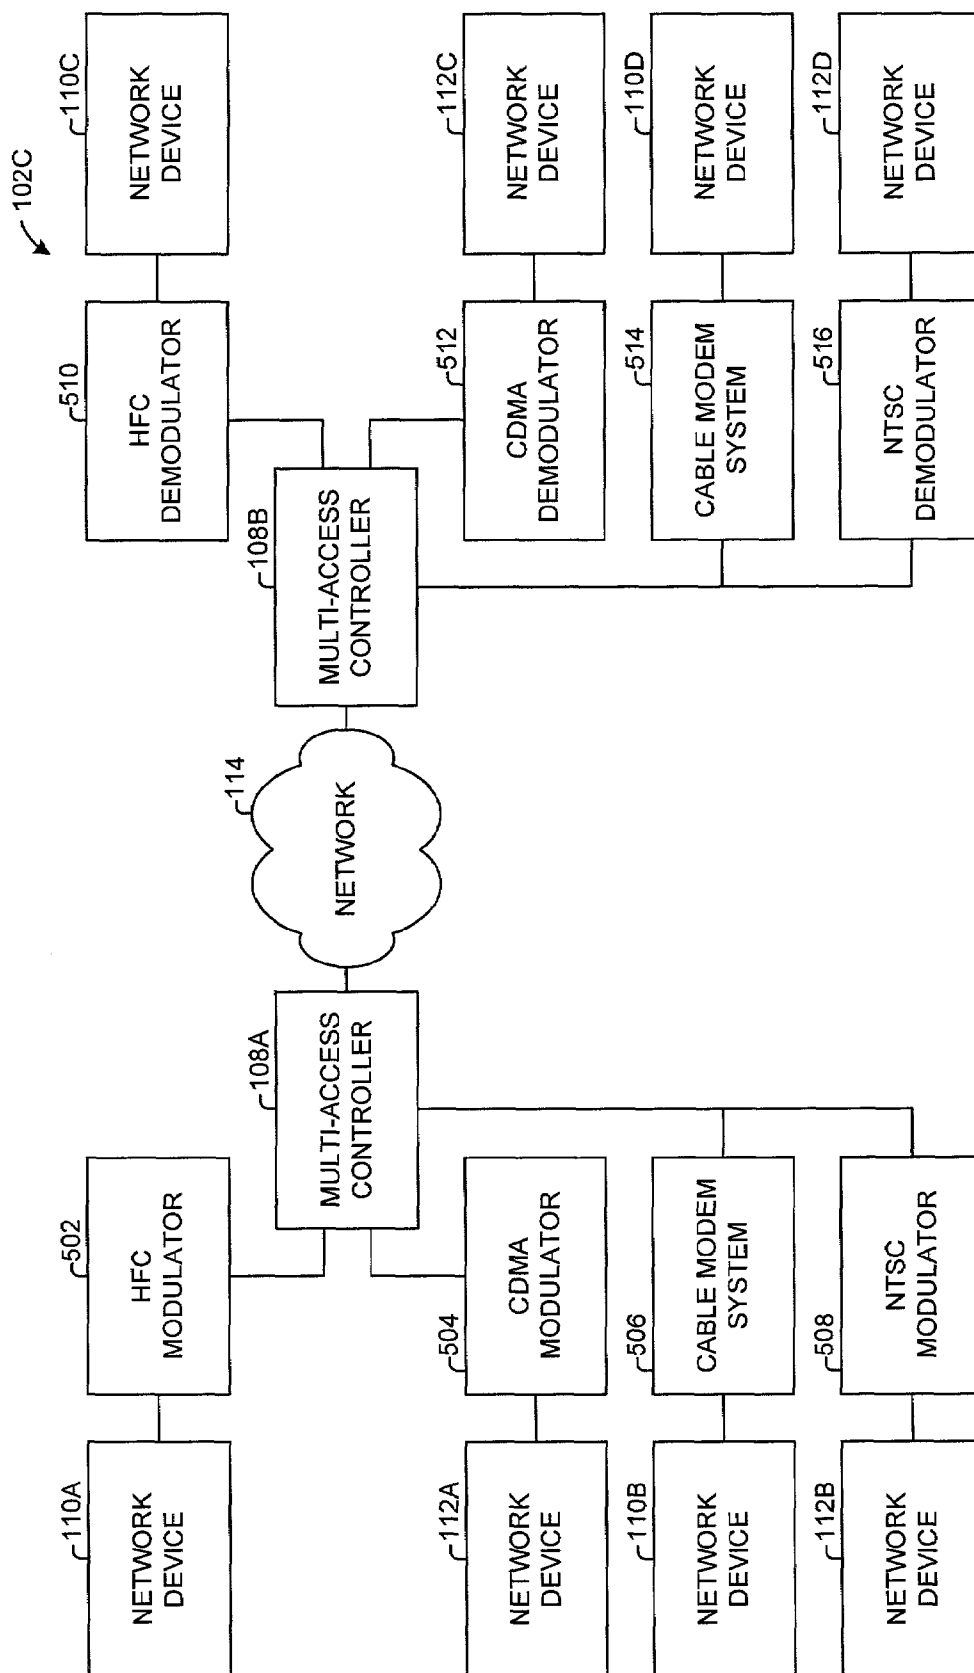 102C
110A
NETWORK
DEVICE
502
HFC
MODULATOR
510
HFC
DEMODULATOR
110C
NETWORK
DEVICE
108A
MULTI-ACCESS
CONTROLLER
114
NETWORK
108B
MULTI-ACCESS
CONTROLLER
112A
NETWORK
DEVICE
504
CDMA
MODULATOR
512
CDMA
DEMODULATOR
112C
NETWORK
DEVICE
110B
NETWORK
DEVICE
506
CABLE MODEM
SYSTEM
514
CABLE MODEM
SYSTEM
110D
NETWORK
DEVICE
112B
NETWORK
DEVICE
508
NTSC
MODULATOR
516
NTSC
DEMODULATOR
112D
NETWORK
DEVICE